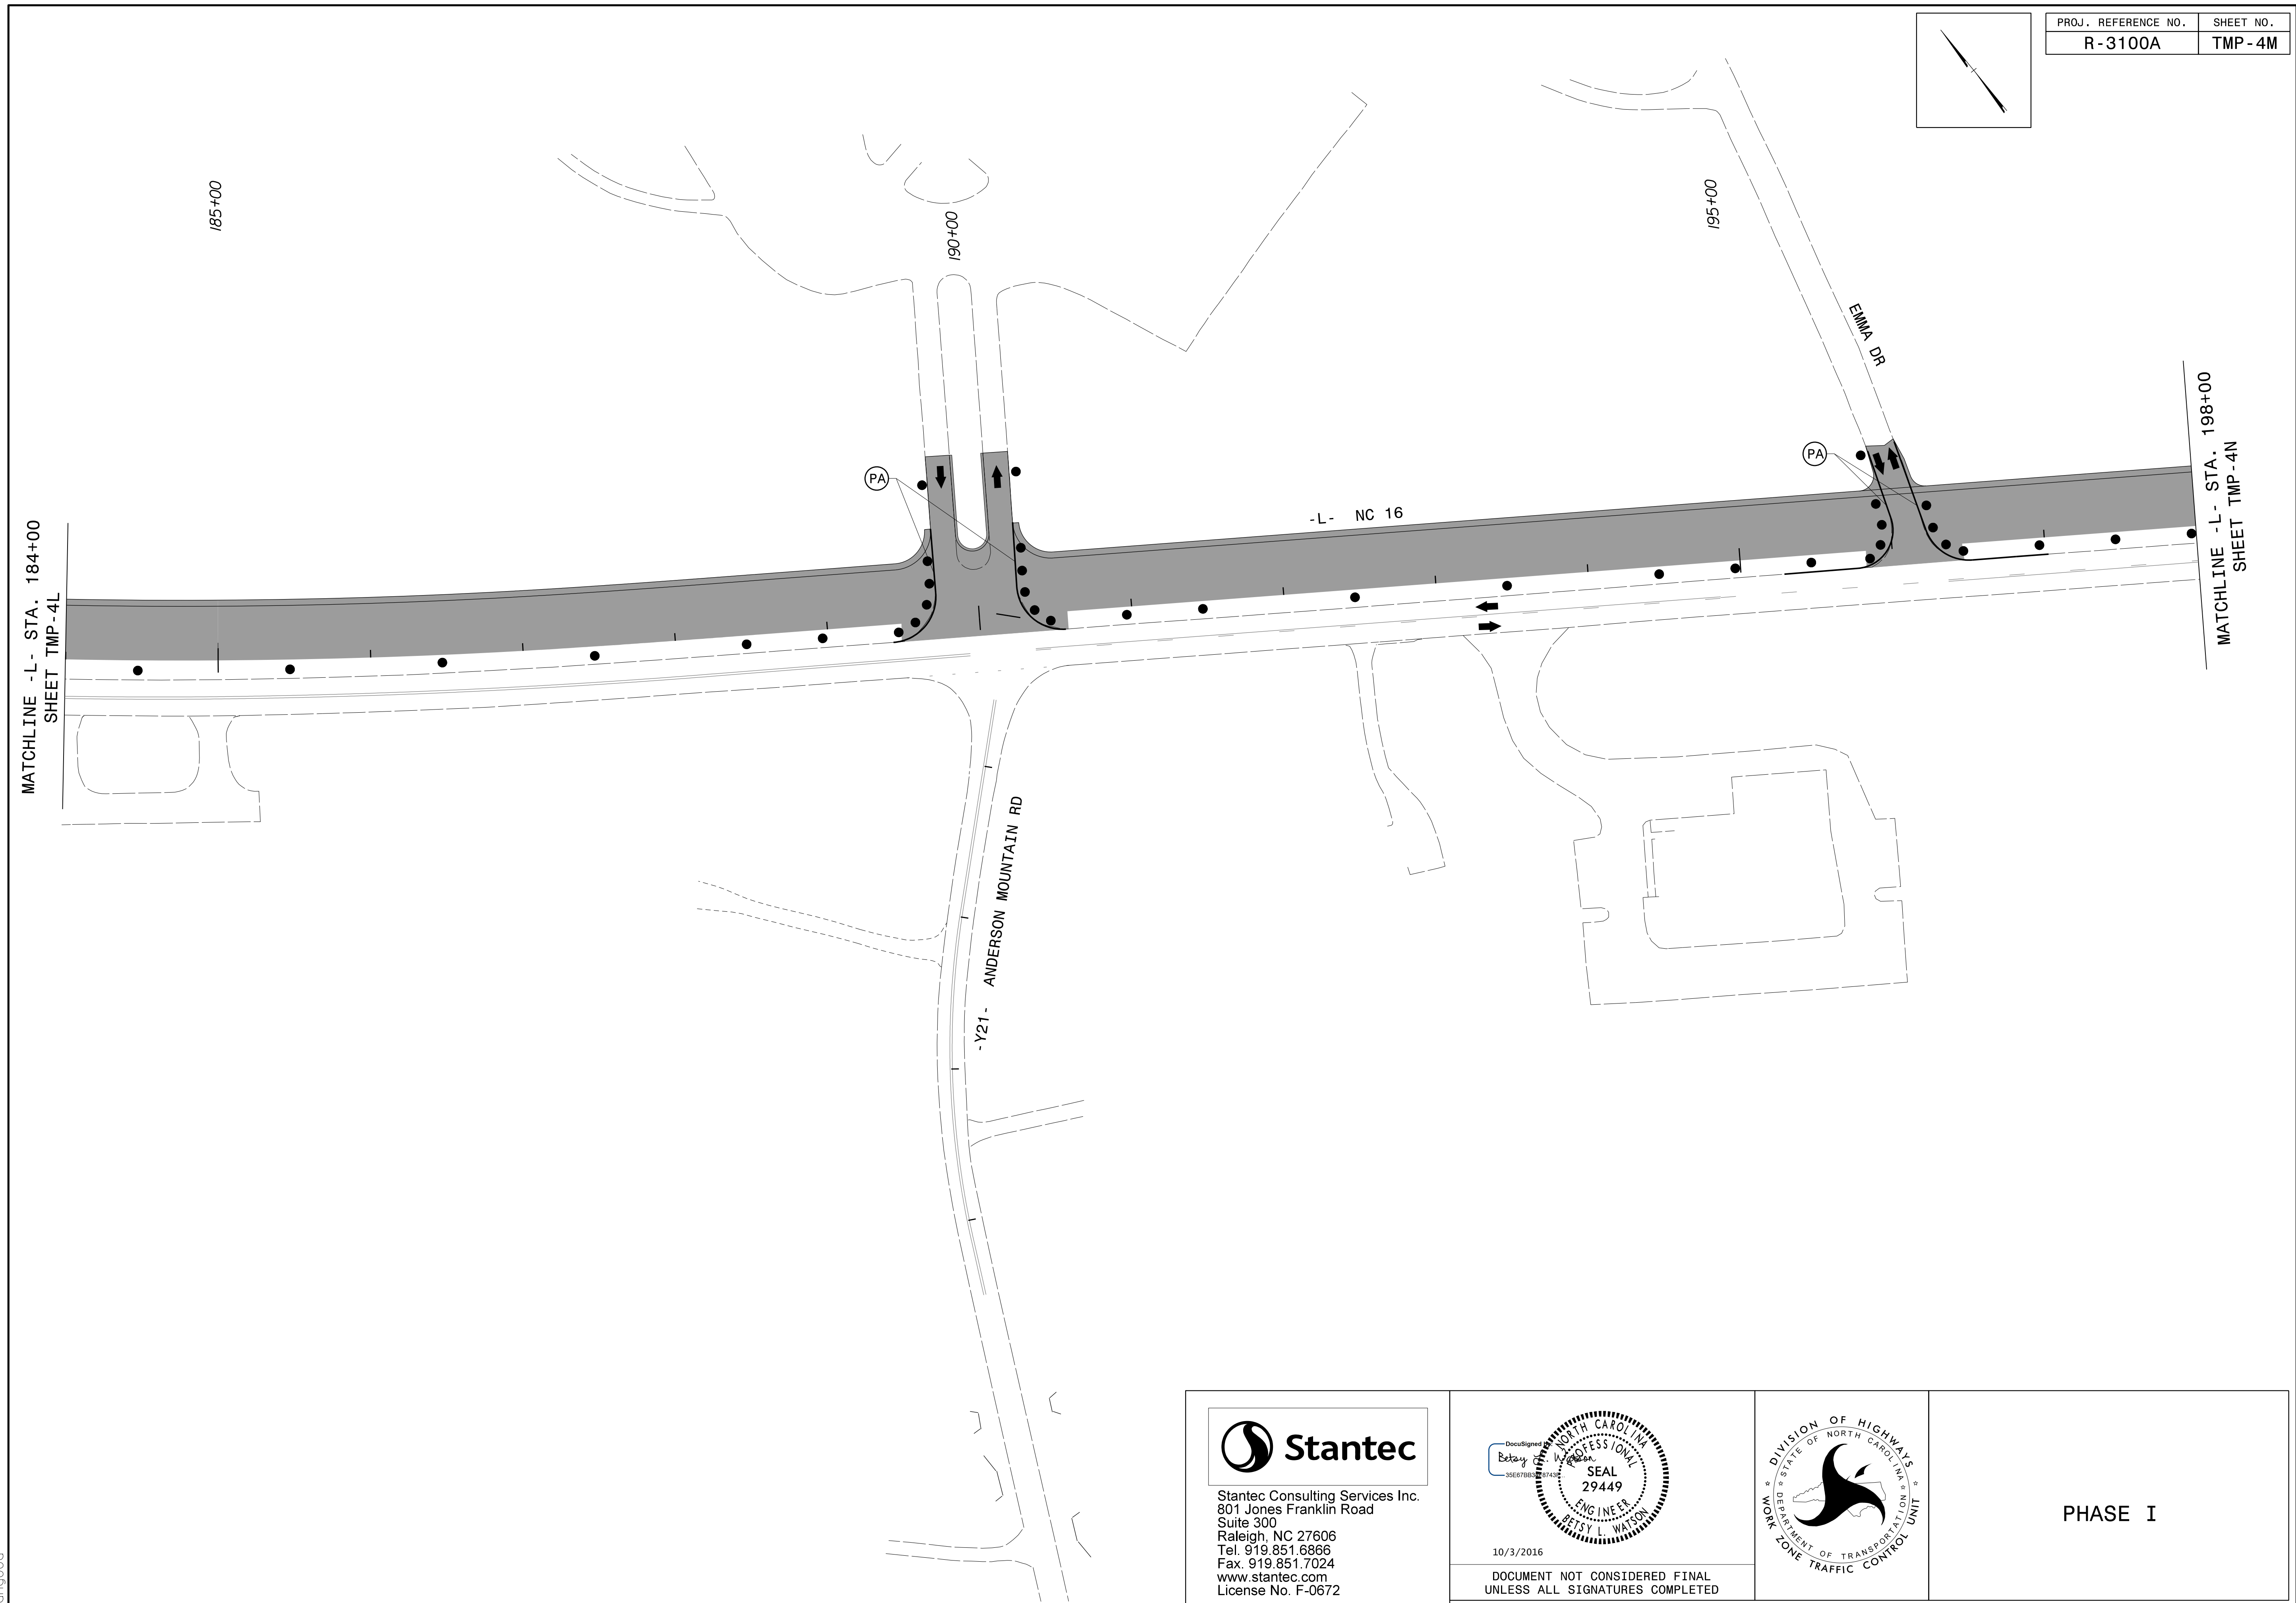 PROJ. REFERENCE NO.
SHEET NO.
R-3100A
TMP-4M
185+00
190+00
195+00
EMMA DR
PA
PA
-L- NC 16
MATCHLINE -L- STA. 184+00
SHEET TMP-4L
MATCHLINE -L- STA. 198+00
SHEET TMP-4N
-Y21- ANDERSON MOUNTAIN RD
Stantec
Stantec Consulting Services Inc.
801 Jones Franklin Road
Suite 300
Raleigh, NC 27606
Tel. 919.851.6866
Fax. 919.851.7024
www.stantec.com
License No. F-0672
DocuSigned
Betsy L. Watson
NORTH CAROLINA
PROFESSIONAL
SEAL
29449
ENGINEER
BETSY L. WATSON
10/3/2016
DOCUMENT NOT CONSIDERED FINAL
UNLESS ALL SIGNATURES COMPLETED
DIVISION OF HIGHWAYS
STATE OF NORTH CAROLINA
DEPARTMENT OF TRANSPORTATION
WORK ZONE TRAFFIC CONTROL UNIT
PHASE I